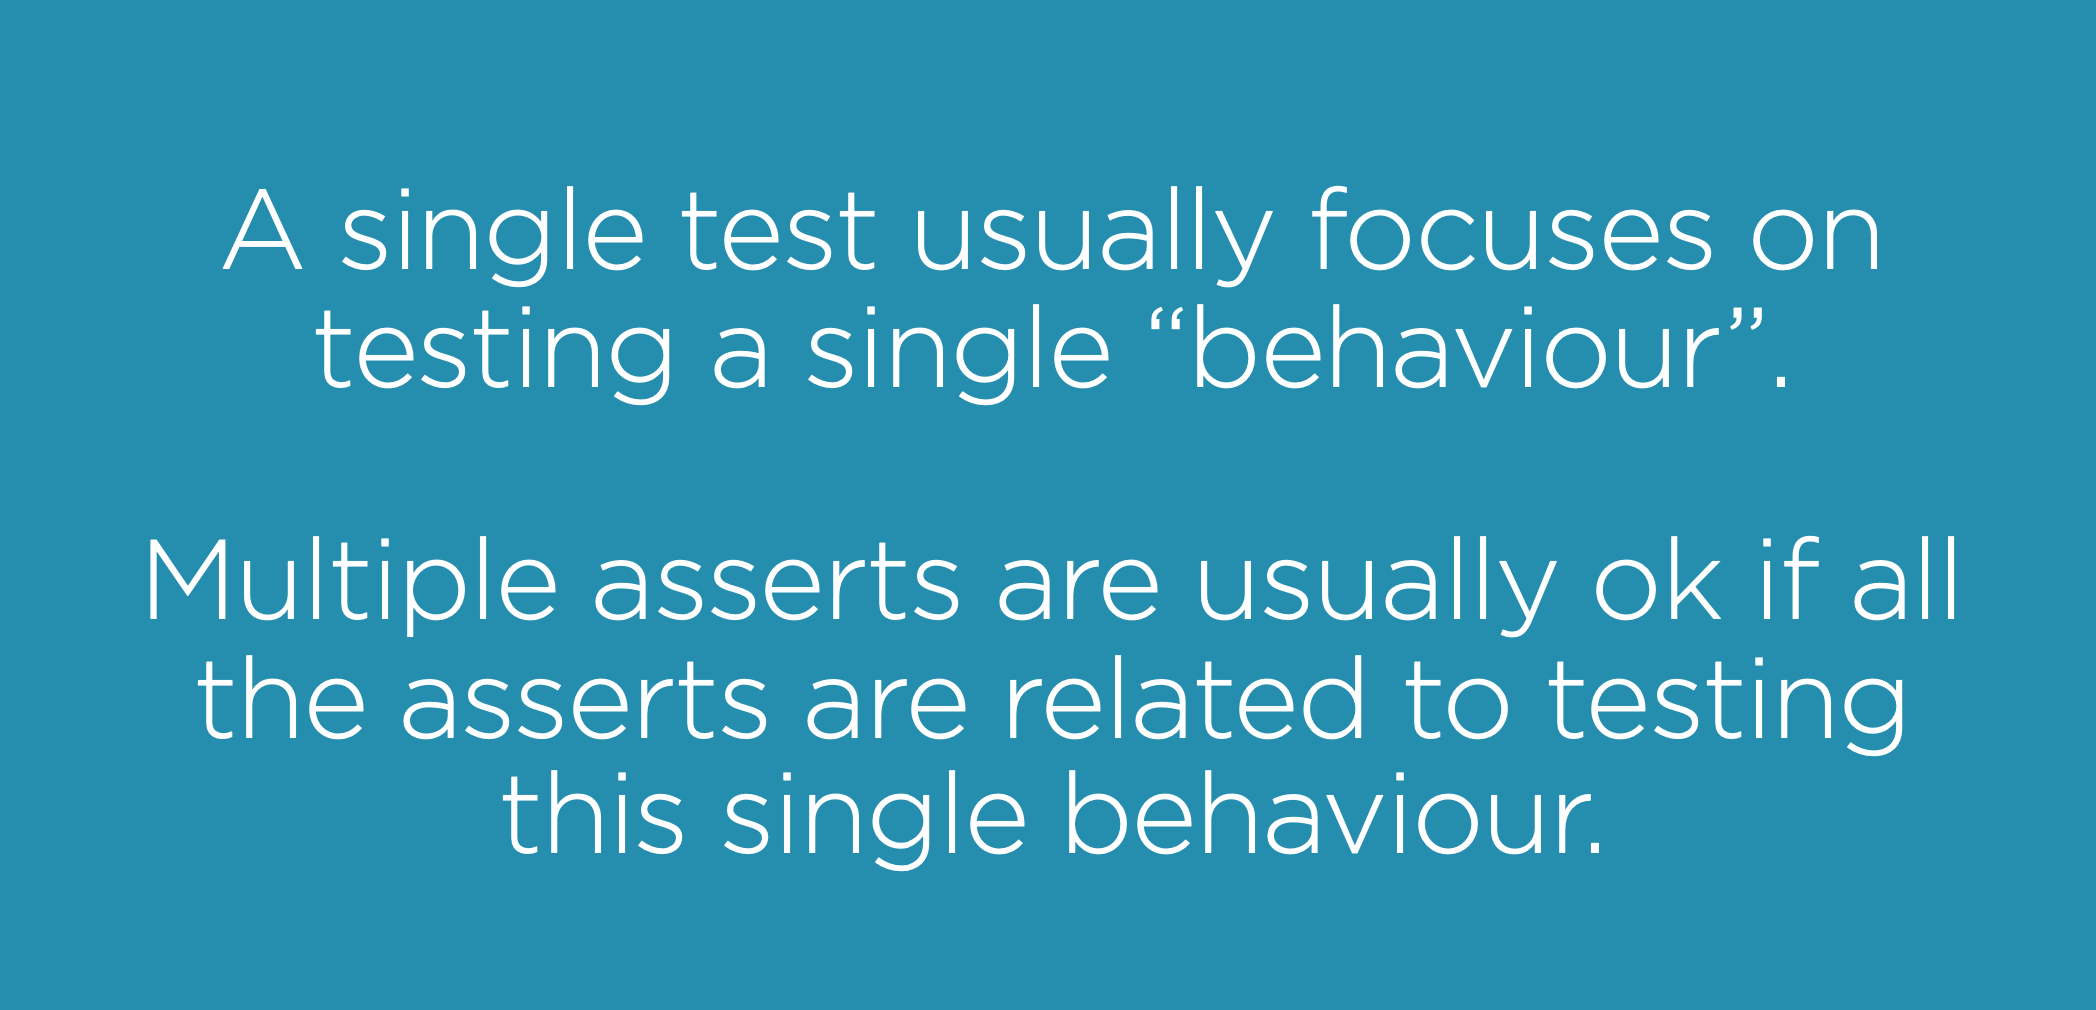 A single test usually focuses on
testing a single “behaviour”.
Multiple asserts are usually ok if all
the asserts are related to testing
this single behaviour.